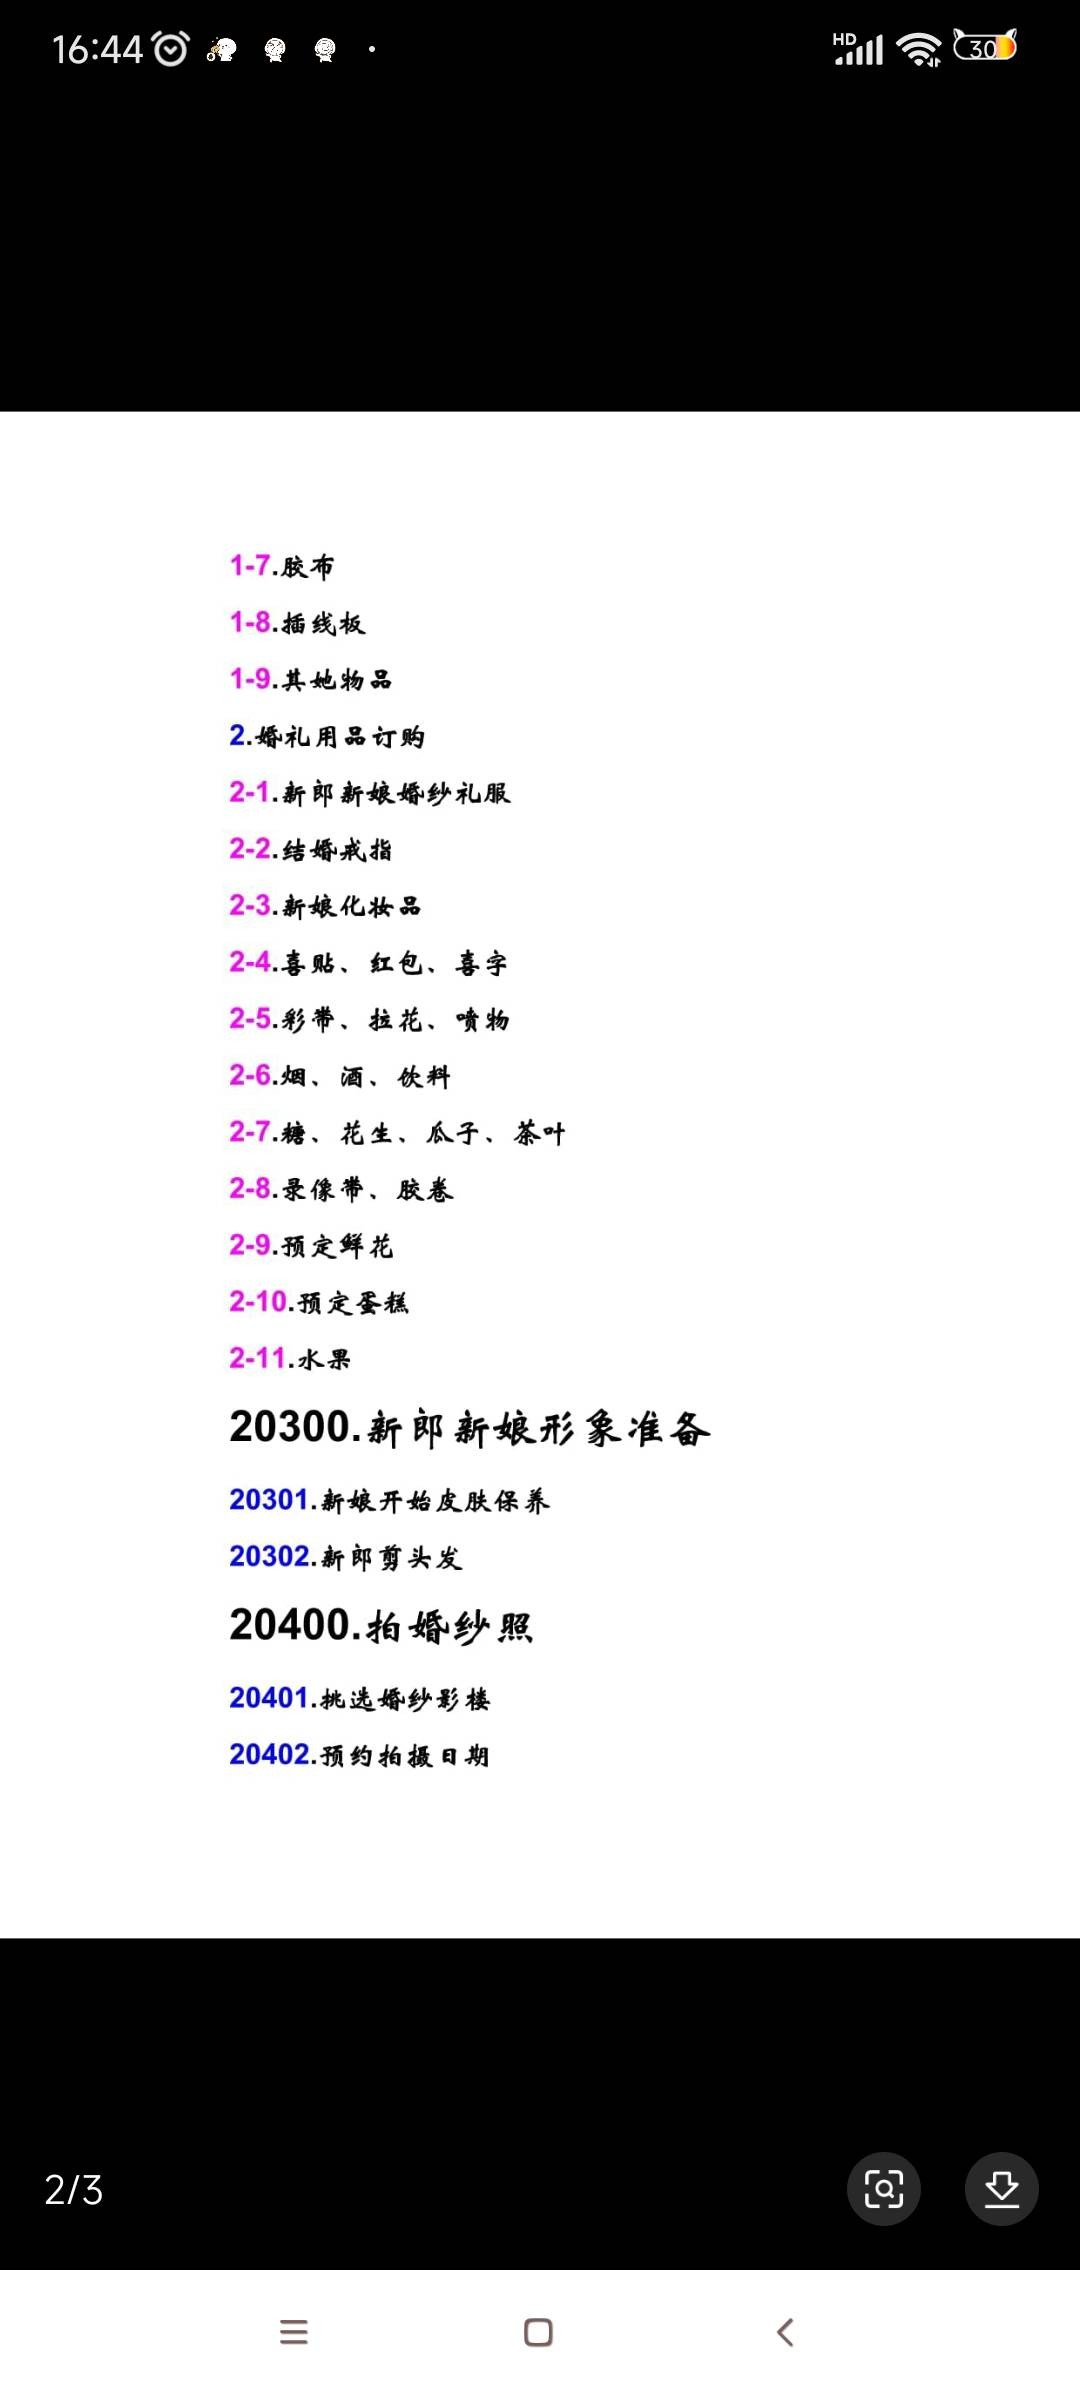 16:44
HD
30
1-7.胶布
1-8.插线板
1-9.其她物品
2.婚礼用品订购
2-1.新郎新娘婚纱礼服
2-2.结婚戒指
2-3.新娘化妆品
2-4.喜贴、红包、喜字
2-5.彩带、拉花、喷物
2-6.烟、酒、饮料
2-7.糖、花生、瓜子、茶叶
2-8.录像带、胶卷
2-9.预定鲜花
2-10.预定蛋糕
2-11.水果
20300.新郎新娘形象准备
20301.新娘开始皮肤保养
20302.新郎剪头发
20400.拍婚纱照
20401.挑选婚纱影楼
20402.预约拍摄日期
2/3